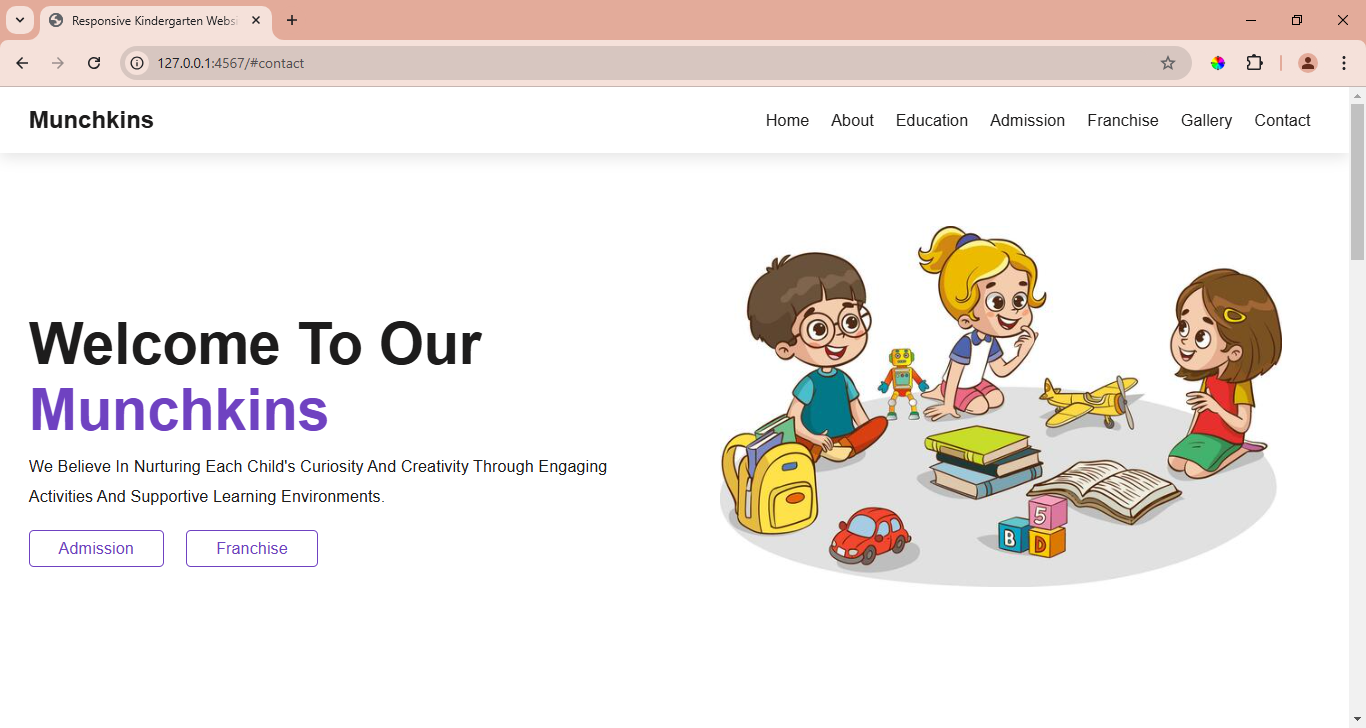 Responsive Kindergarten Websi
127.0.0.1:4567/#contact
Munchkins
Home About Education Admission Franchise Gallery Contact
Welcome To Our
Munchkins
We Believe In Nurturing Each Child's Curiosity And Creativity Through Engaging
Activities And Supportive Learning Environments.
Admission Franchise
5
B D